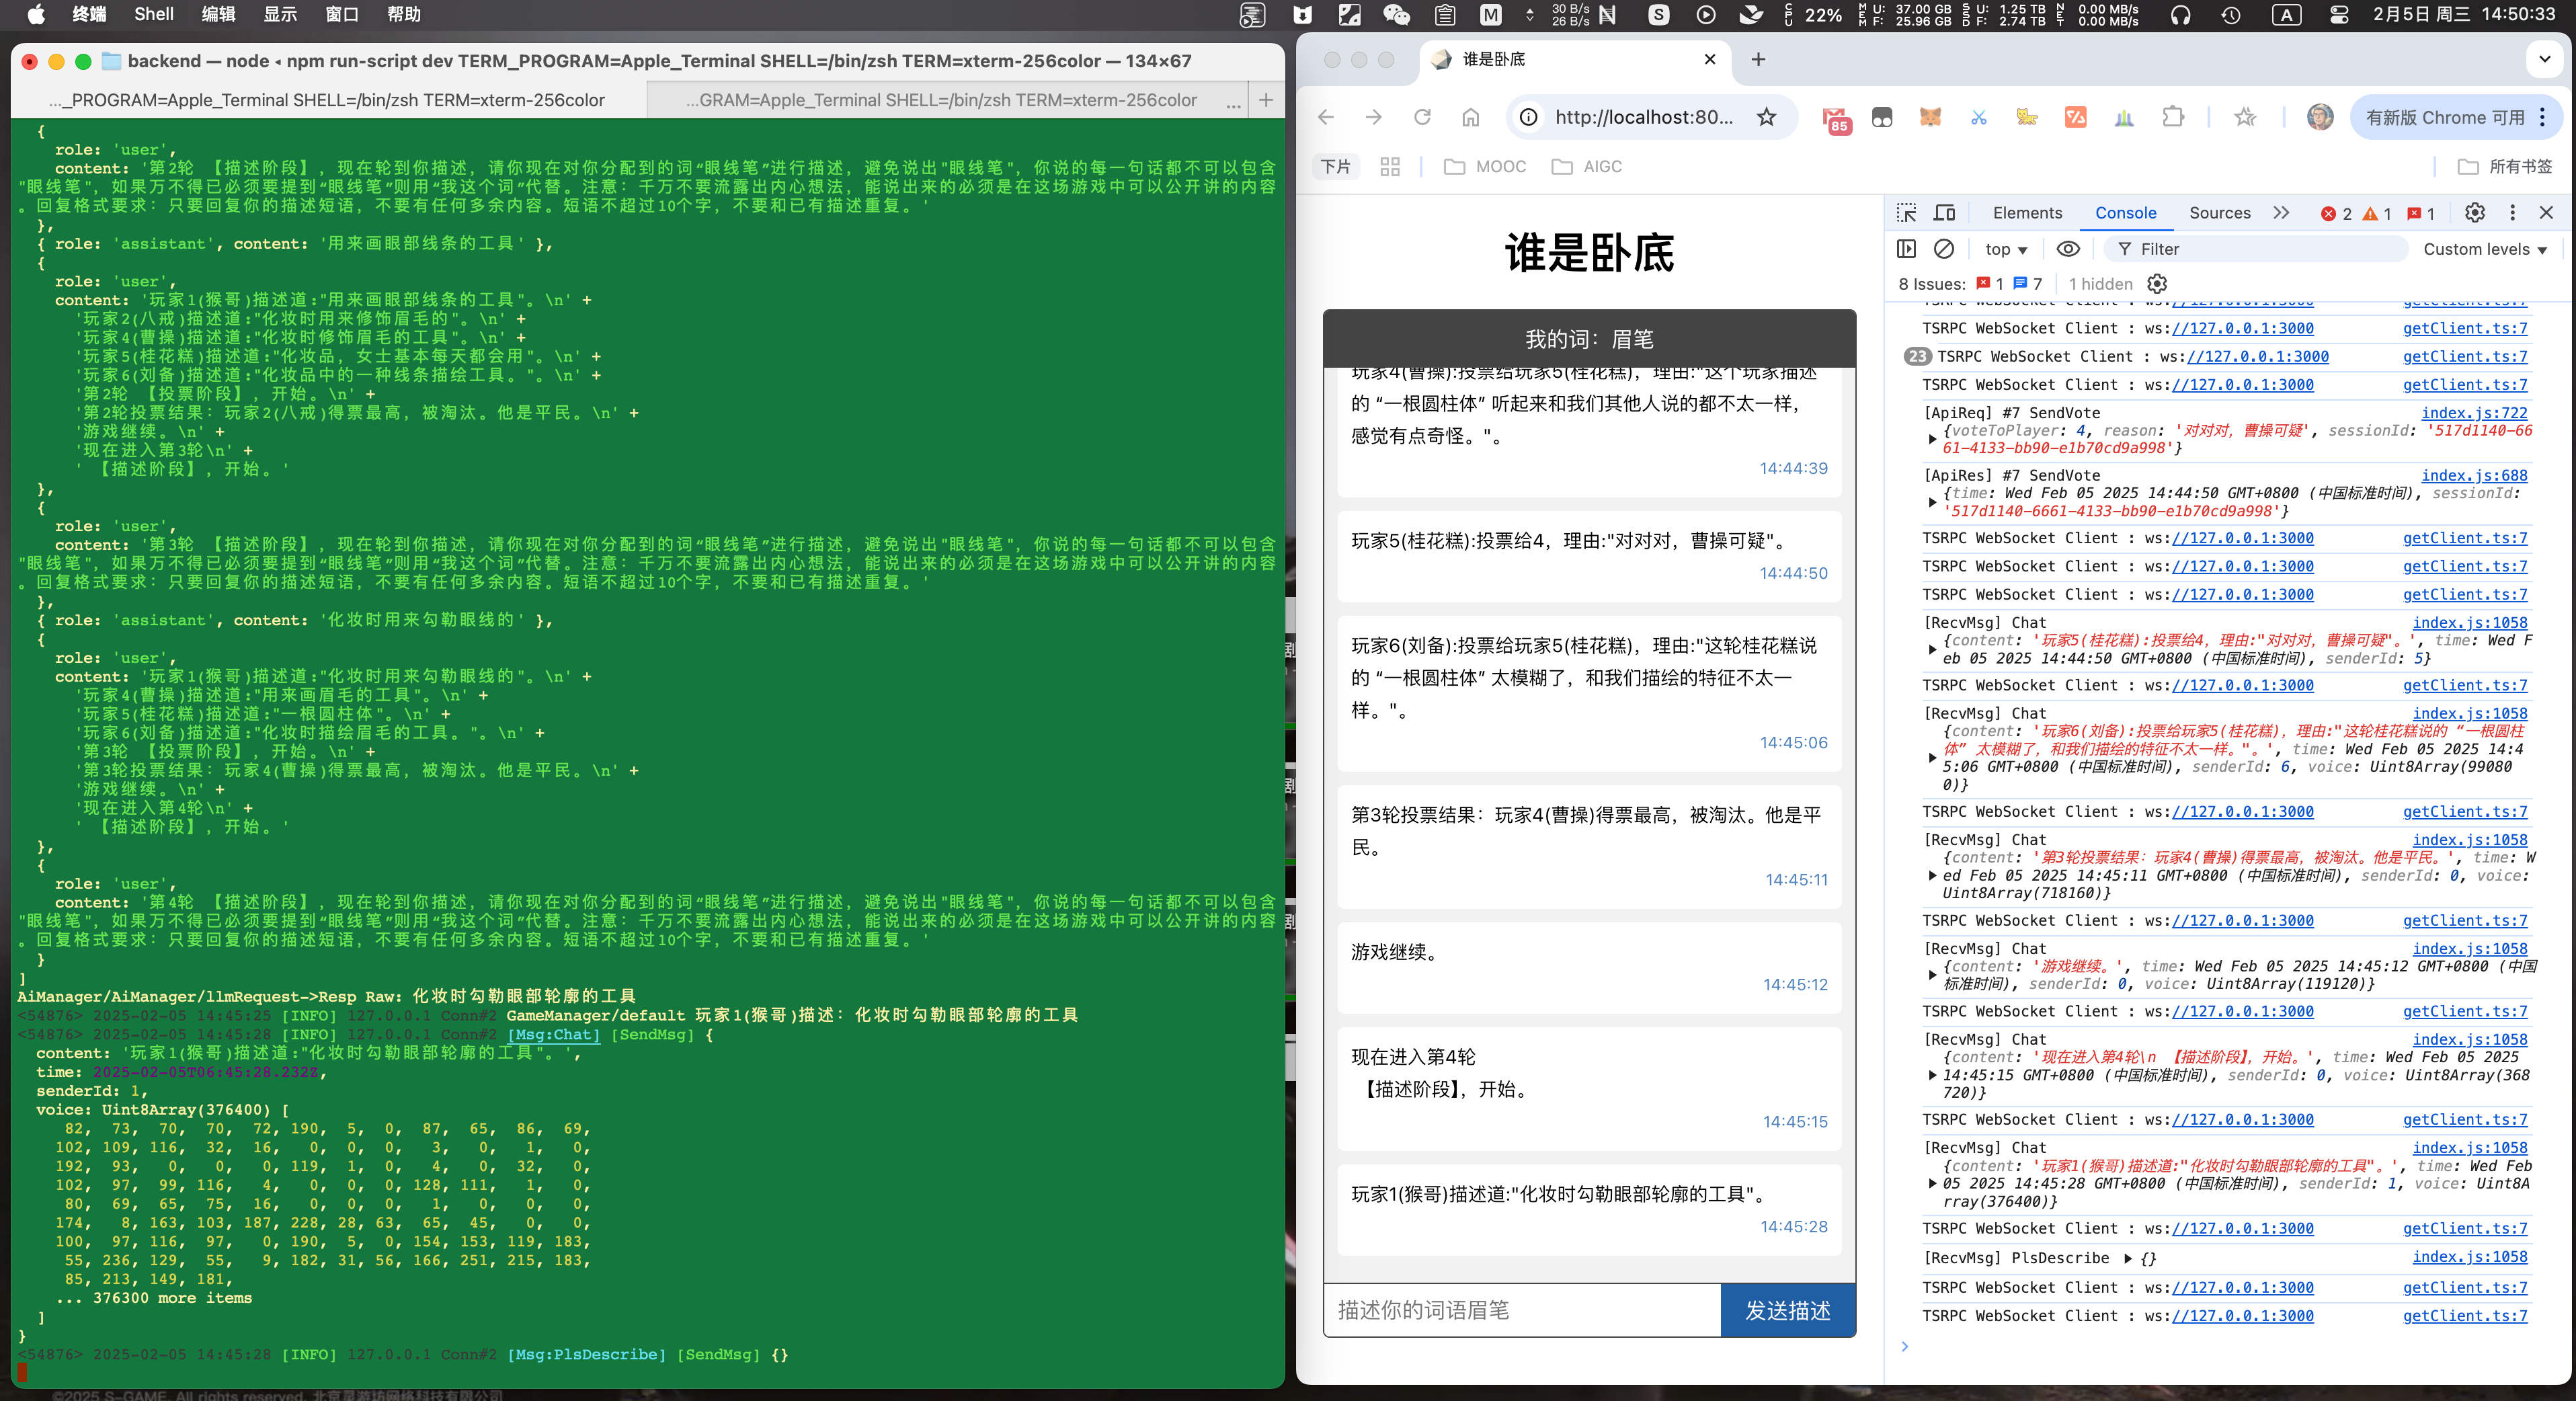 终端 Shell 编辑 显示 窗口 帮助
30 B/s
26 B/s
CPU 22% MEM U: 37.00 GB F: 25.96 GB SSD U: 1.25 TB F: 2.74 TB NET 0.00 MB/s 0.00 MB/s
A 2月5日 周三 14:50:33
backend — node ◂ npm run-script dev TERM_PROGRAM=Apple_Terminal SHELL=/bin/zsh TERM=xterm-256color — 134×67
..._PROGRAM=Apple_Terminal SHELL=/bin/zsh TERM=xterm-256color
...GRAM=Apple_Terminal SHELL=/bin/zsh TERM=xterm-256color ... +
{
role: 'user',
content: '第2轮 【描述阶段】, 现在轮到你描述, 请你现在对你分配到的词“眼线笔”进行描述, 避免说出"眼线笔", 你说的每一句话都不可以包含
"眼线笔", 如果万不得已必须要提到“眼线笔”则用“我这个词”代替。注意: 千万不要流露出内心想法, 能说出来的必须是在这场游戏中可以公开讲的内容
。回复格式要求: 只要回复你的描述短语, 不要有任何多余内容。短语不超过10个字, 不要和已有描述重复。'
},
{ role: 'assistant', content: '用来画眼部线条的工具' },
{
role: 'user',
content: '玩家1(猴哥)描述道:"用来画眼部线条的工具"。\n' +
'玩家2(八戒)描述道:"化妆时用来修饰眉毛的"。\n' +
'玩家4(曹操)描述道:"化妆时修饰眉毛的工具"。\n' +
'玩家5(桂花糕)描述道:"化妆品, 女士基本每天都会用"。\n' +
'玩家6(刘备)描述道:"化妆品中的一种线条描绘工具。"。\n' +
'第2轮 【投票阶段】, 开始。\n' +
'第2轮投票结果: 玩家2(八戒)得票最高, 被淘汰。他是平民。\n' +
'游戏继续。\n' +
'现在进入第3轮\n' +
' 【描述阶段】, 开始。'
},
{
role: 'user',
content: '第3轮 【描述阶段】, 现在轮到你描述, 请你现在对你分配到的词“眼线笔”进行描述, 避免说出"眼线笔", 你说的每一句话都不可以包含
"眼线笔", 如果万不得已必须要提到“眼线笔”则用“我这个词”代替。注意: 千万不要流露出内心想法, 能说出来的必须是在这场游戏中可以公开讲的内容
。回复格式要求: 只要回复你的描述短语, 不要有任何多余内容。短语不超过10个字, 不要和已有描述重复。'
},
{ role: 'assistant', content: '化妆时用来勾勒眼线的' },
{
role: 'user',
content: '玩家1(猴哥)描述道:"化妆时用来勾勒眼线的"。\n' +
'玩家4(曹操)描述道:"用来画眉毛的工具"。\n' +
'玩家5(桂花糕)描述道:"一根圆柱体"。\n' +
'玩家6(刘备)描述道:"化妆时描绘眉毛的工具。"。\n' +
'第3轮 【投票阶段】, 开始。\n' +
'第3轮投票结果: 玩家4(曹操)得票最高, 被淘汰。他是平民。\n' +
'游戏继续。\n' +
'现在进入第4轮\n' +
' 【描述阶段】, 开始。'
},
{
role: 'user',
content: '第4轮 【描述阶段】, 现在轮到你描述, 请你现在对你分配到的词“眼线笔”进行描述, 避免说出"眼线笔", 你说的每一句话都不可以包含
"眼线笔", 如果万不得已必须要提到“眼线笔”则用“我这个词”代替。注意: 千万不要流露出内心想法, 能说出来的必须是在这场游戏中可以公开讲的内容
。回复格式要求: 只要回复你的描述短语, 不要有任何多余内容。短语不超过10个字, 不要和已有描述重复。'
}
]
AiManager/AiManager/llmRequest->Resp Raw: 化妆时勾勒眼部轮廓的工具
<54876> 2025-02-05 14:45:25 [INFO] 127.0.0.1 Conn#2 GameManager/default 玩家1(猴哥)描述: 化妆时勾勒眼部轮廓的工具
<54876> 2025-02-05 14:45:28 [INFO] 127.0.0.1 Conn#2 [Msg:Chat] [SendMsg] {
content: '玩家1(猴哥)描述道:"化妆时勾勒眼部轮廓的工具"。',
time: 2025-02-05T06:45:28.232Z,
senderId: 1,
voice: Uint8Array(376400) [
82, 73, 70, 70, 72, 190, 5, 0, 87, 65, 86, 69,
102, 109, 116, 32, 16, 0, 0, 0, 3, 0, 1, 0,
192, 93, 0, 0, 0, 119, 1, 0, 4, 0, 32, 0,
102, 97, 99, 116, 4, 0, 0, 0, 128, 111, 1, 0,
80, 69, 65, 75, 16, 0, 0, 0, 1, 0, 0, 0,
174, 8, 163, 103, 187, 228, 28, 63, 65, 45, 0, 0,
100, 97, 116, 97, 0, 190, 5, 0, 154, 153, 119, 183,
55, 236, 129, 55, 9, 182, 31, 56, 166, 251, 215, 183,
85, 213, 149, 181,
... 376300 more items
]
}
<54876> 2025-02-05 14:45:28 [INFO] 127.0.0.1 Conn#2 [Msg:PlsDescribe] [SendMsg] {}
©2025 S-GAME. All rights reserved. 北京灵游坊网络科技有限公司
谁是卧底
http://localhost:80...
85
有新版 Chrome 可用
下片 MOOC AIGC 所有书签
谁是卧底
我的词：眉笔
玩家4(曹操):投票给玩家5(桂花糕)，理由:"这个玩家描述
的 “一根圆柱体” 听起来和我们其他人说的都不太一样，
感觉有点奇怪。"。
14:44:39
玩家5(桂花糕):投票给4，理由:"对对对，曹操可疑"。
14:44:50
玩家6(刘备):投票给玩家5(桂花糕)，理由:"这轮桂花糕说
的 “一根圆柱体” 太模糊了，和我们描绘的特征不太一
样。"。
14:45:06
第3轮投票结果：玩家4(曹操)得票最高，被淘汰。他是平
民。
14:45:11
游戏继续。
14:45:12
现在进入第4轮
【描述阶段】，开始。
14:45:15
玩家1(猴哥)描述道:"化妆时勾勒眼部轮廓的工具"。
14:45:28
描述你的词语眉笔 发送描述
Elements Console Sources 2 1 1
top Filter Custom levels
8 Issues: 1 7 1 hidden
TSRPC WebSocket Client : ws://127.0.0.1:3000 getClient.ts:7
TSRPC WebSocket Client : ws://127.0.0.1:3000 getClient.ts:7
23 TSRPC WebSocket Client : ws://127.0.0.1:3000 getClient.ts:7
TSRPC WebSocket Client : ws://127.0.0.1:3000 getClient.ts:7
[ApiReq] #7 SendVote index.js:722
{voteToPlayer: 4, reason: '对对对，曹操可疑', sessionId: '517d1140-66
61-4133-bb90-e1b70cd9a998'}
[ApiRes] #7 SendVote index.js:688
{time: Wed Feb 05 2025 14:44:50 GMT+0800 (中国标准时间), sessionId:
'517d1140-6661-4133-bb90-e1b70cd9a998'}
TSRPC WebSocket Client : ws://127.0.0.1:3000 getClient.ts:7
TSRPC WebSocket Client : ws://127.0.0.1:3000 getClient.ts:7
TSRPC WebSocket Client : ws://127.0.0.1:3000 getClient.ts:7
[RecvMsg] Chat index.js:1058
{content: '玩家5(桂花糕):投票给4，理由:"对对对，曹操可疑"。', time: Wed F
eb 05 2025 14:44:50 GMT+0800 (中国标准时间), senderId: 5}
TSRPC WebSocket Client : ws://127.0.0.1:3000 getClient.ts:7
[RecvMsg] Chat index.js:1058
{content: '玩家6(刘备):投票给玩家5(桂花糕)，理由:"这轮桂花糕说的 “一根圆柱
体” 太模糊了，和我们描绘的特征不太一样。"。', time: Wed Feb 05 2025 14:4
5:06 GMT+0800 (中国标准时间), senderId: 6, voice: Uint8Array(99080
0)}
TSRPC WebSocket Client : ws://127.0.0.1:3000 getClient.ts:7
[RecvMsg] Chat index.js:1058
{content: '第3轮投票结果：玩家4(曹操)得票最高，被淘汰。他是平民。', time: W
ed Feb 05 2025 14:45:11 GMT+0800 (中国标准时间), senderId: 0, voice:
Uint8Array(718160)}
TSRPC WebSocket Client : ws://127.0.0.1:3000 getClient.ts:7
[RecvMsg] Chat index.js:1058
{content: '游戏继续。', time: Wed Feb 05 2025 14:45:12 GMT+0800 (中国
标准时间), senderId: 0, voice: Uint8Array(119120)}
TSRPC WebSocket Client : ws://127.0.0.1:3000 getClient.ts:7
[RecvMsg] Chat index.js:1058
{content: '现在进入第4轮\n 【描述阶段】，开始。', time: Wed Feb 05 2025
14:45:15 GMT+0800 (中国标准时间), senderId: 0, voice: Uint8Array(368
720)}
TSRPC WebSocket Client : ws://127.0.0.1:3000 getClient.ts:7
[RecvMsg] Chat index.js:1058
{content: '玩家1(猴哥)描述道:"化妆时勾勒眼部轮廓的工具"。', time: Wed Feb
05 2025 14:45:28 GMT+0800 (中国标准时间), senderId: 1, voice: Uint8A
rray(376400)}
TSRPC WebSocket Client : ws://127.0.0.1:3000 getClient.ts:7
[RecvMsg] PlsDescribe ▶ {} index.js:1058
TSRPC WebSocket Client : ws://127.0.0.1:3000 getClient.ts:7
TSRPC WebSocket Client : ws://127.0.0.1:3000 getClient.ts:7